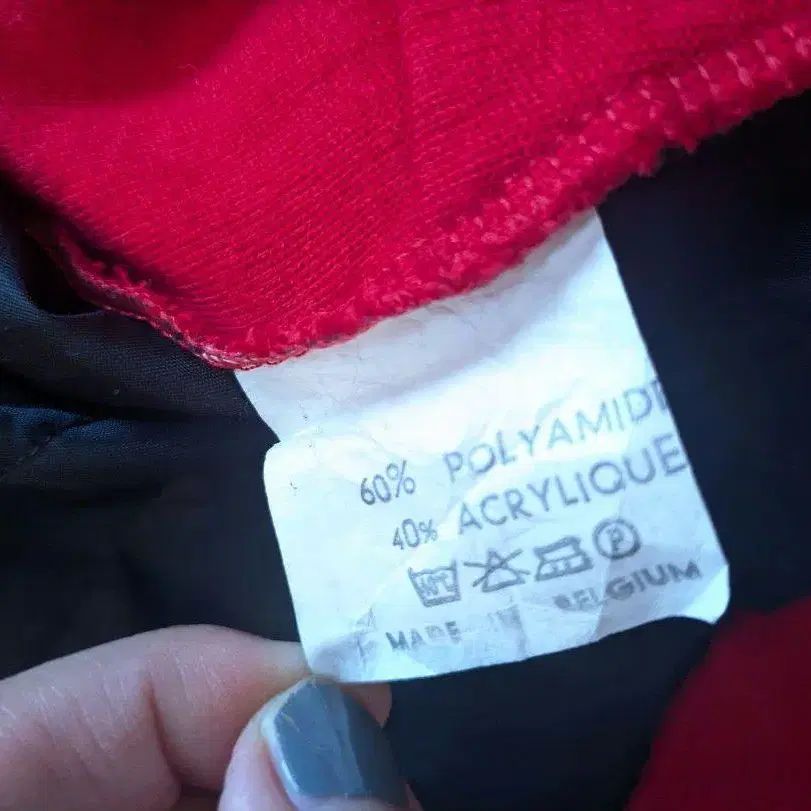 60% POLYAMIDE
40% ACRYLIQUE
P
MADE IN BELGIUM